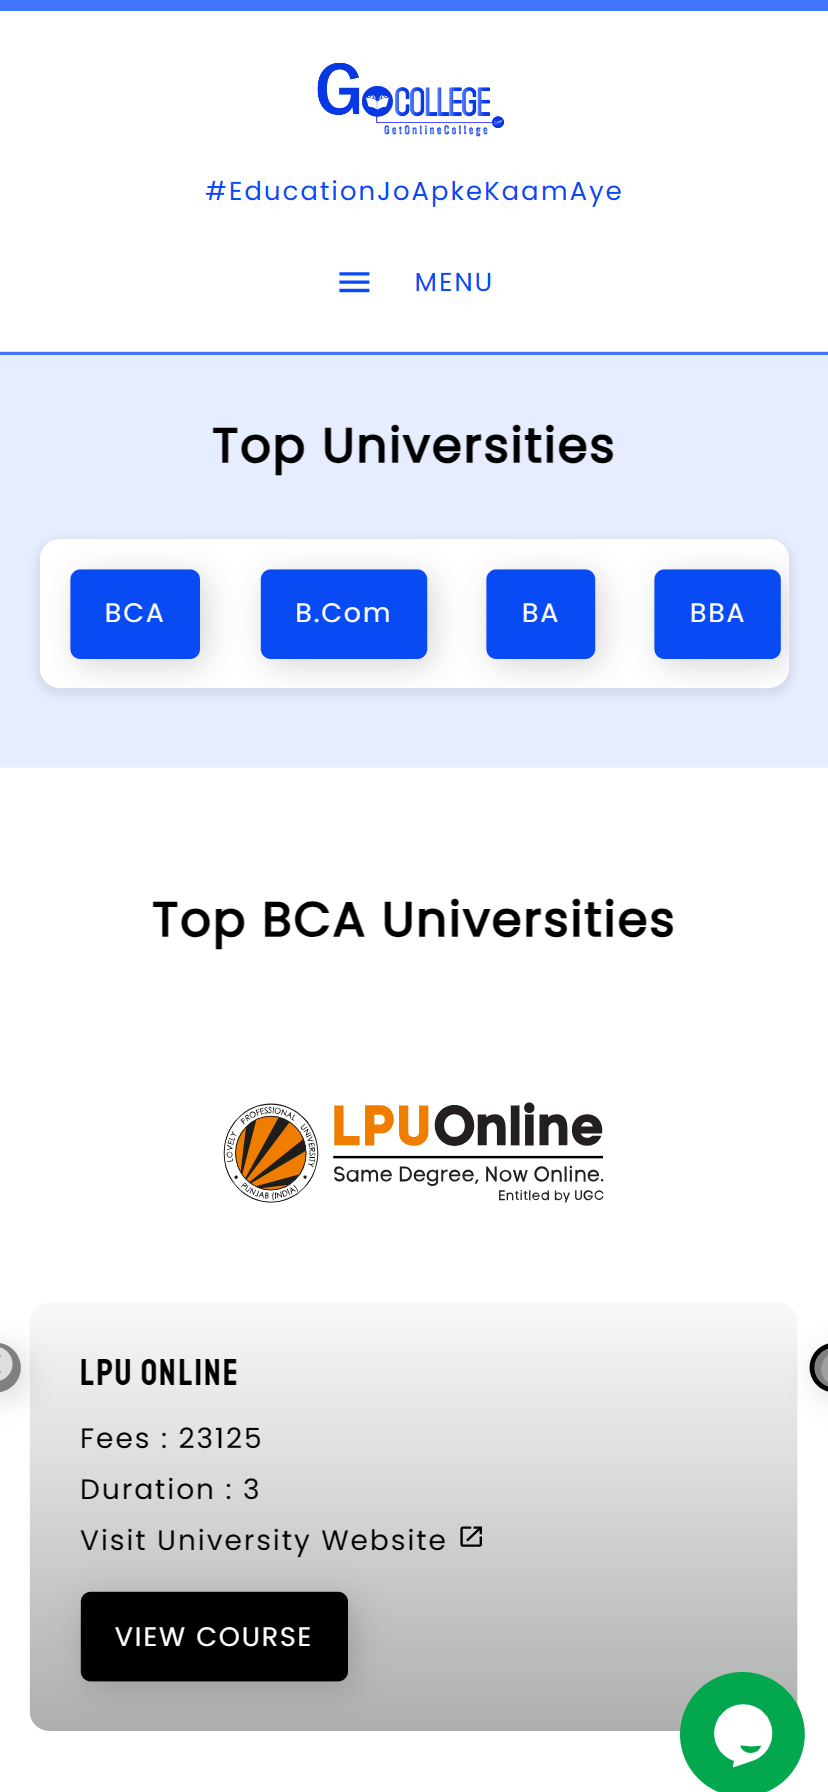 GOCOLLEGE
GetOnlineCollege
#EducationJoApkeKaamAye
MENU
Top Universities
BCA
B.Com
BA
BBA
Top BCA Universities
LOVELY PROFESSIONAL UNIVERSITY
PUNJAB (INDIA)
LPUOnline
Same Degree, Now Online.
Entitled by UGC
LPU ONLINE
Fees : 23125
Duration : 3
Visit University Website
VIEW COURSE